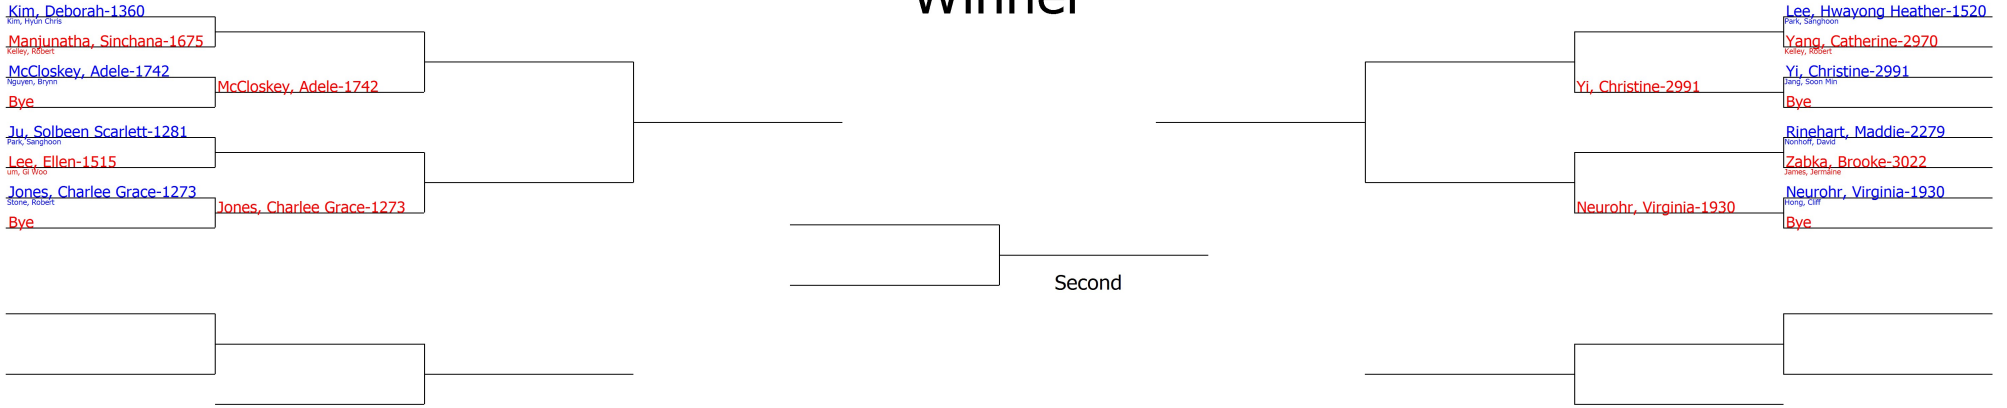 Winner
Kim, Deborah-1360
Kim, Hyun Chris
Manjunatha, Sinchana-1675
Kelley, Robert
McCloskey, Adele-1742
Nguyen, Brynn
Bye
McCloskey, Adele-1742
Ju, Solbeen Scarlett-1281
Park, Sanghoon
Lee, Ellen-1515
um, Gi Woo
Jones, Charlee Grace-1273
Stone, Robert
Bye
Jones, Charlee Grace-1273
Second
Yi, Christine-2991
Neurohr, Virginia-1930
Lee, Hwayong Heather-1520
Park, Sanghoon
Yang, Catherine-2970
Kelley, Robert
Yi, Christine-2991
Jang, Soon Min
Bye
Rinehart, Maddie-2279
Nonhoff, David
Zabka, Brooke-3022
James, Jermaine
Neurohr, Virginia-1930
Hong, Cliff
Bye